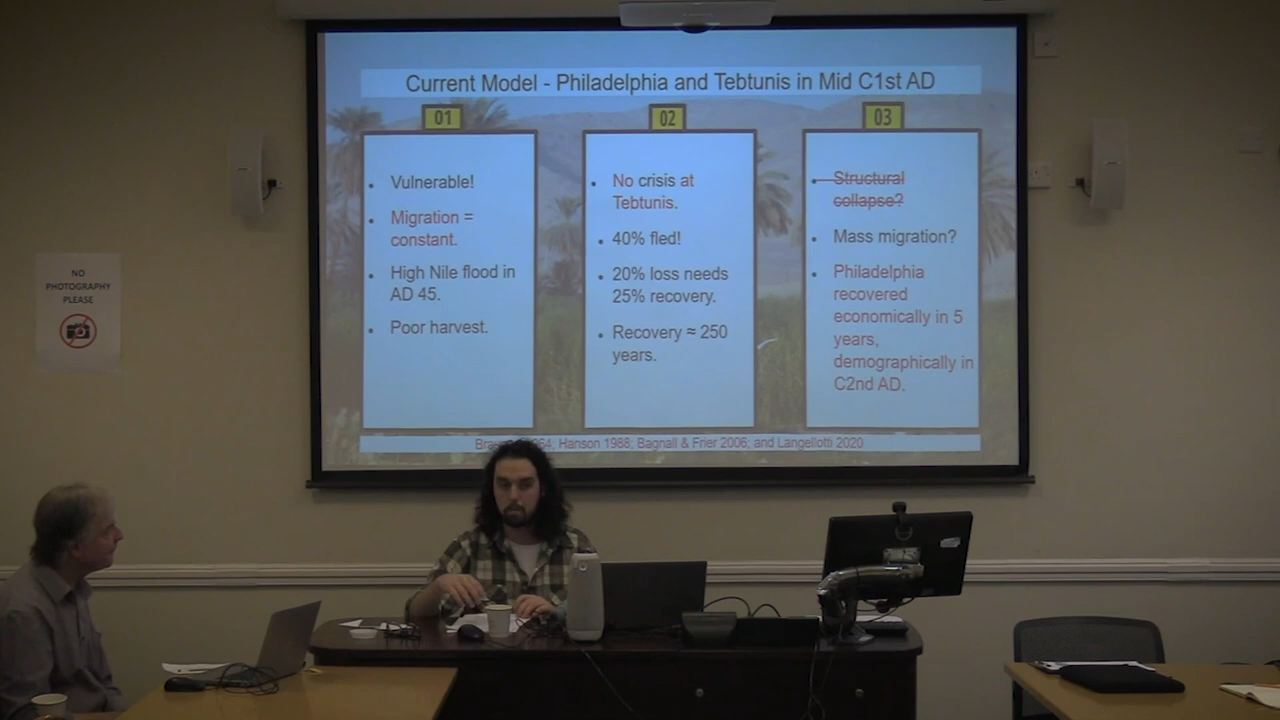 Current Model - Philadelphia and Tebtunis in Mid C1st AD
01
Vulnerable!
Migration =
constant.
High Nile flood in
AD 45.
Poor harvest.
02
No crisis at
Tebtunis.
40% fled!
20% loss needs
25% recovery.
Recovery ≈ 250
years.
03
Structural
collapse?
Mass migration?
Philadelphia
recovered
economically in 5
years,
demographically in
C2nd AD.
Hanson 1988; Bagnall & Frier 2006; and Langellotti 2020
NO
PHOTOGRAPHY
PLEASE